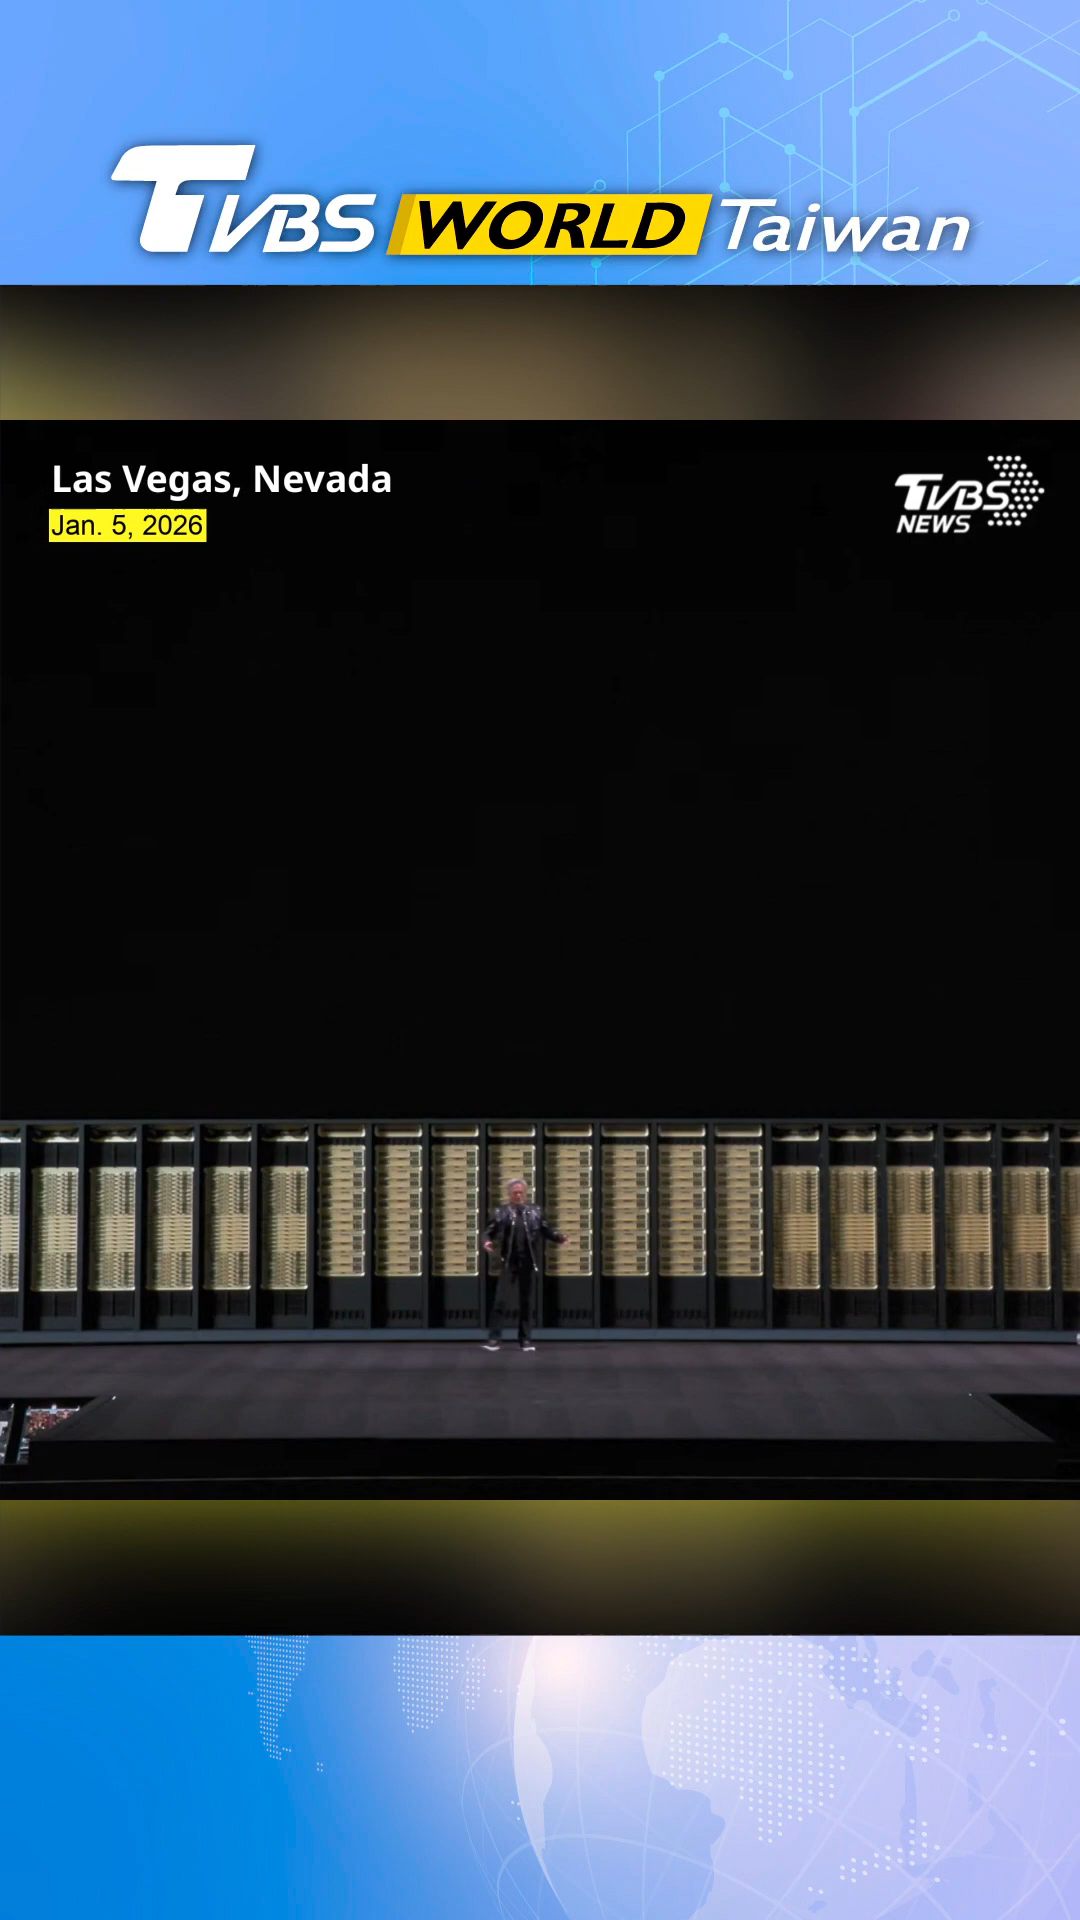 TVBS WORLD Taiwan
Las Vegas, Nevada
Jan. 5, 2026
TVBS
NEWS